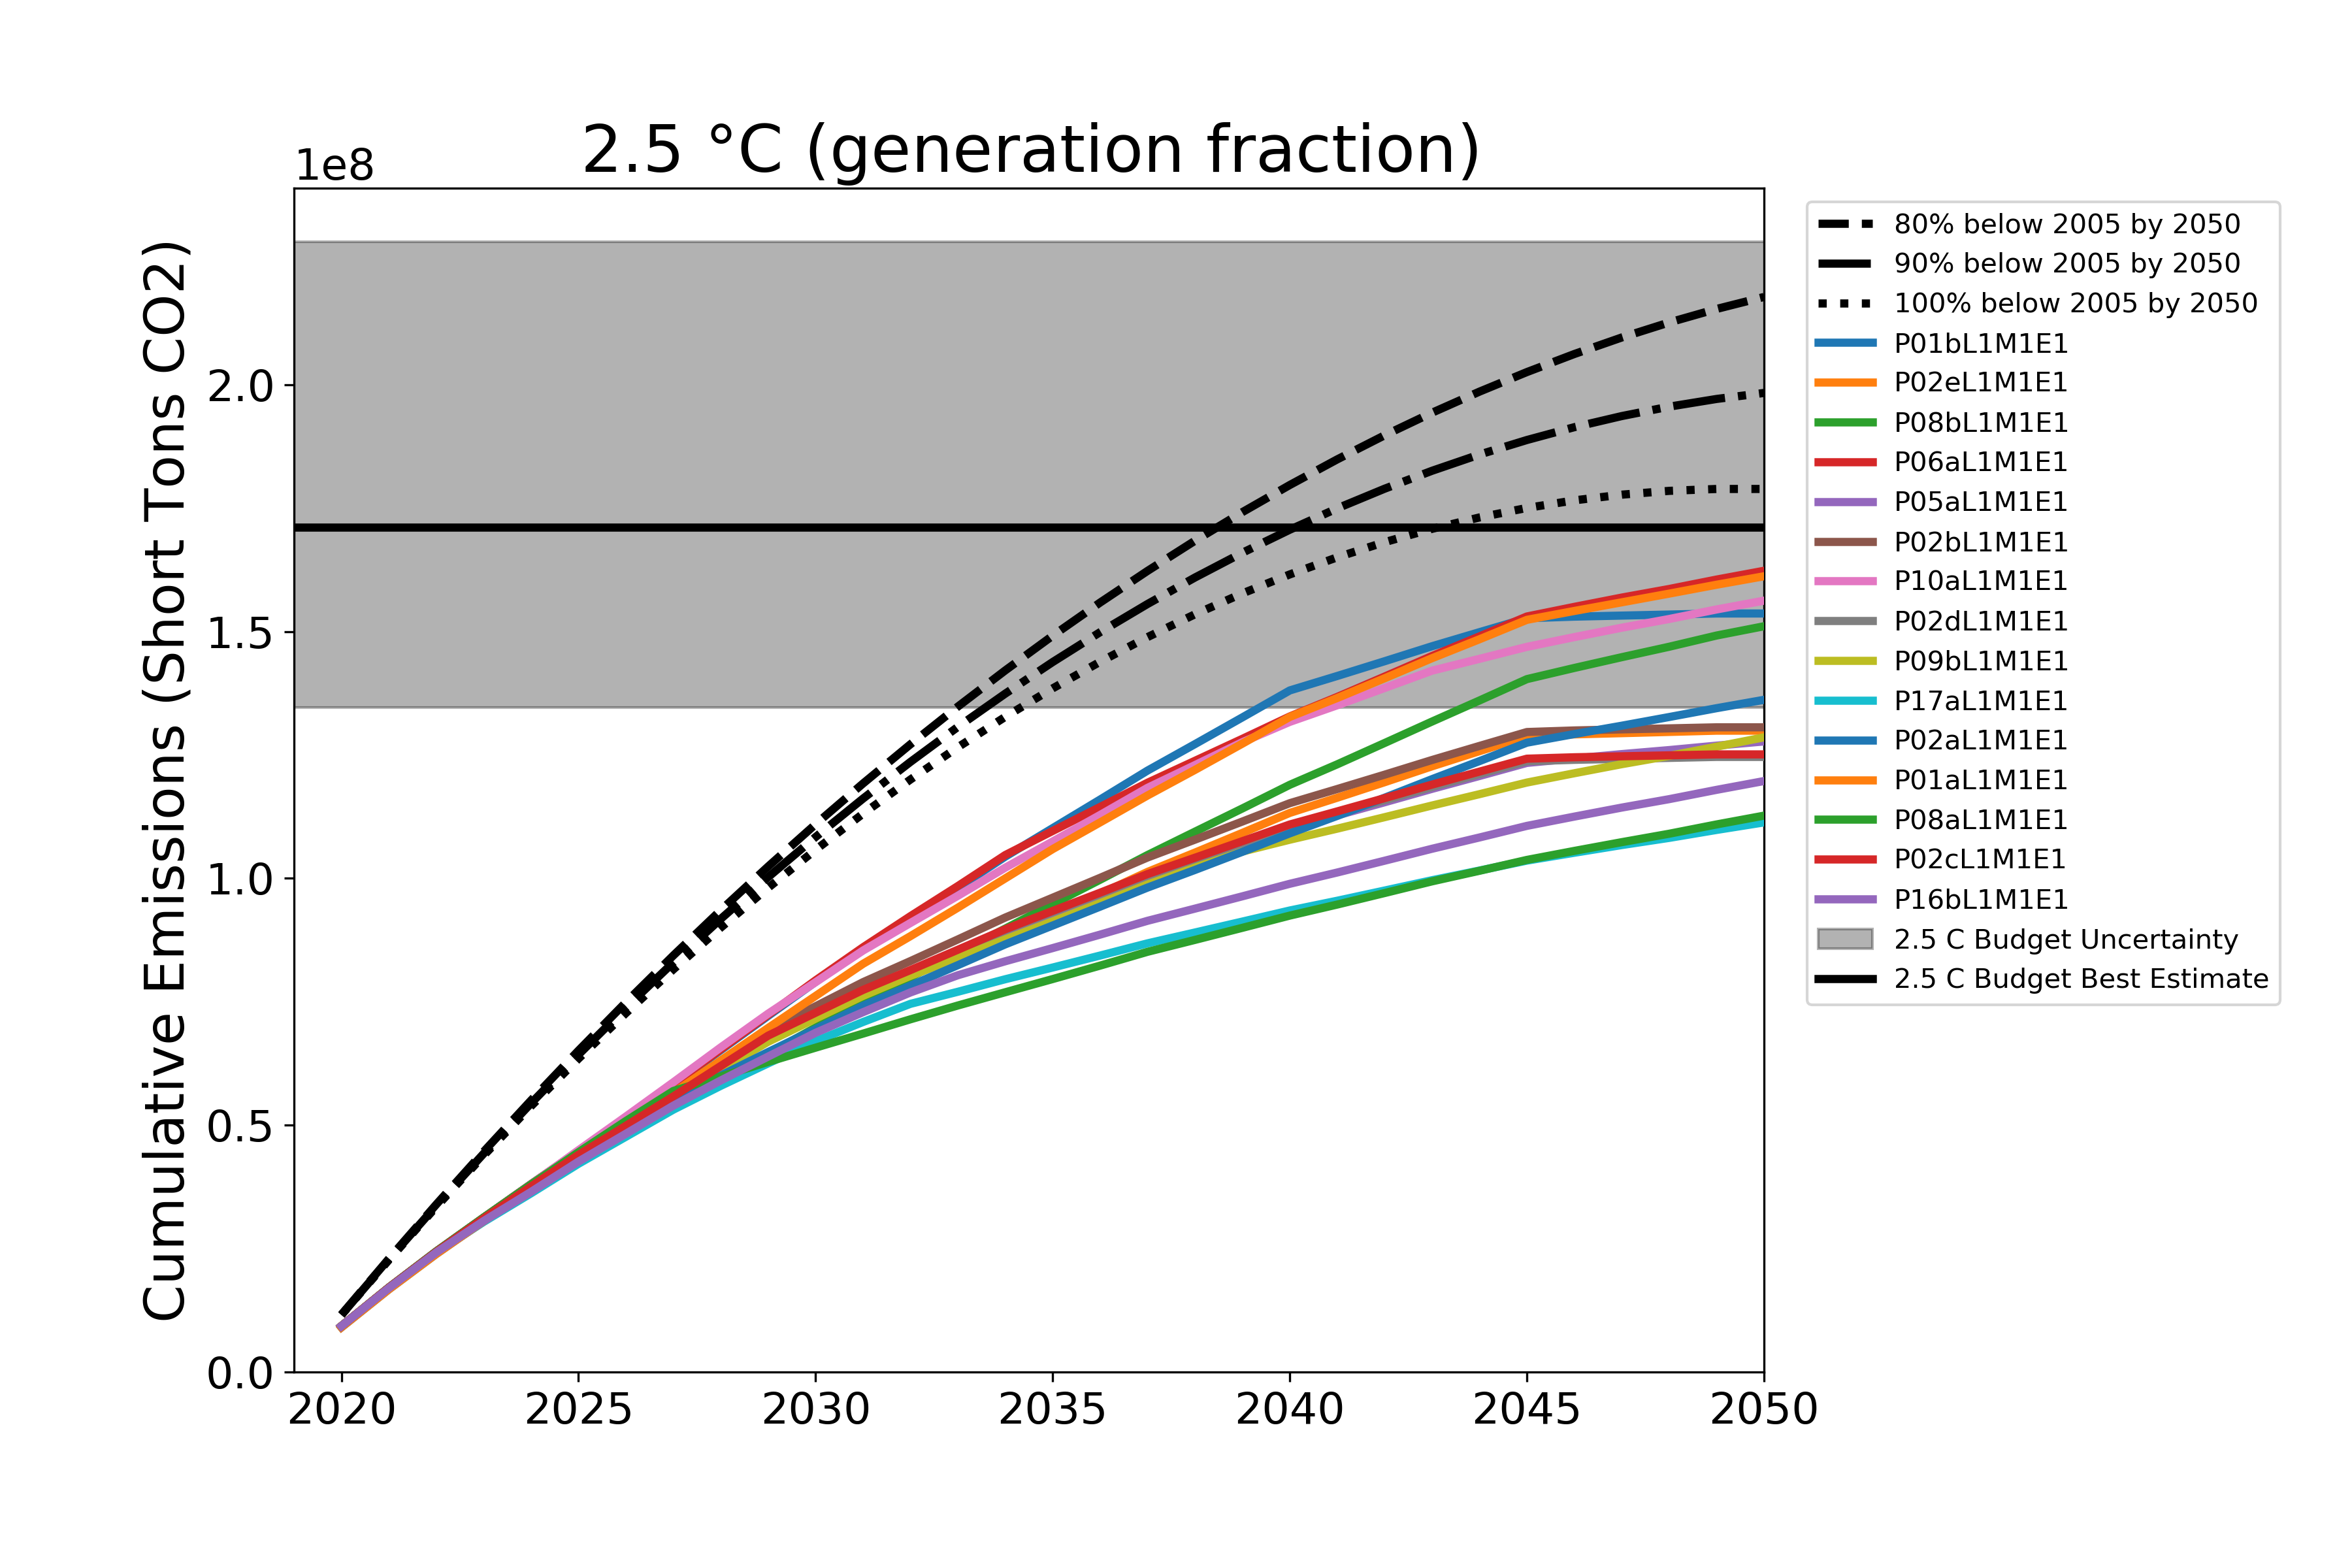 2.5 °C (generation fraction)
1e8
Cumulative Emissions (Short Tons CO2)
2.0
1.5
1.0
0.5
0.0
2020 2025 2030 2035 2040 2045 2050
80% below 2005 by 2050
90% below 2005 by 2050
100% below 2005 by 2050
P01bL1M1E1
P02eL1M1E1
P08bL1M1E1
P06aL1M1E1
P05aL1M1E1
P02bL1M1E1
P10aL1M1E1
P02dL1M1E1
P09bL1M1E1
P17aL1M1E1
P02aL1M1E1
P01aL1M1E1
P08aL1M1E1
P02cL1M1E1
P16bL1M1E1
2.5 C Budget Uncertainty
2.5 C Budget Best Estimate